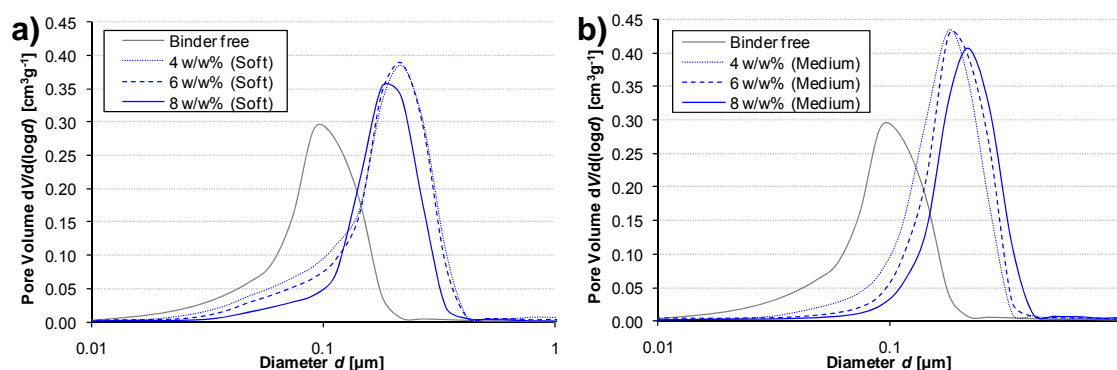 a)
Pore Volume dV/d(logd) [cm³g⁻¹]
0.45
0.40
0.35
0.30
0.25
0.20
0.15
0.10
0.05
0.00
Binder free
4 w/w% (Soft)
6 w/w% (Soft)
8 w/w% (Soft)
0.01
0.1
1
Diameter d [µm]
b)
Pore Volume dV/d(logd) [cm³g⁻¹]
0.45
0.40
0.35
0.30
0.25
0.20
0.15
0.10
0.05
0.00
Binder free
4 w/w% (Medium)
6 w/w% (Medium)
8 w/w% (Medium)
0.01
0.1
Diameter d [µm]